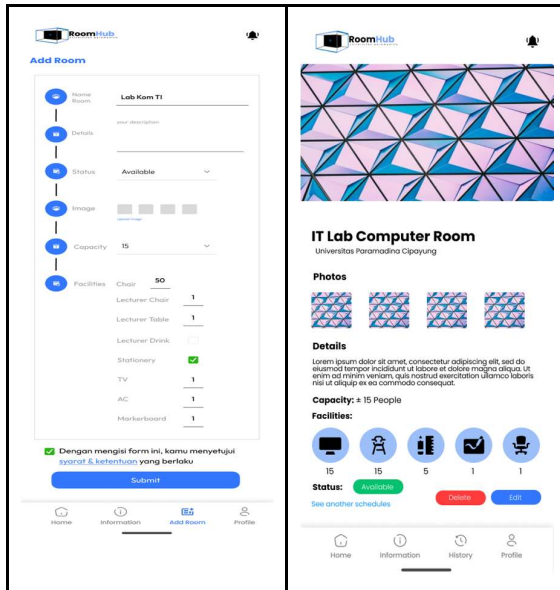 RoomHub
Add Room
Name Room
Lab Kom TI
Details
your description
Status
Available
Image
Capacity
15
Facilities
Chair 50
Lecturer Chair 1
Lecturer Table 1
Lecturer Drink
Stationery
TV 1
AC 1
Markerboard 1
Dengan mengisi form ini, kamu menyetujui
syarat & ketentuan yang berlaku
Submit
Home Information Add Room Profile
RoomHub
IT Lab Computer Room
Universitas Paramadina Cipayung
Photos
Details
Lorem ipsum dolor sit amet, consectetur adipiscing elit, sed do
eiusmod tempor incididunt ut labore et dolore magna aliqua. Ut
enim ad minim veniam, quis nostrud exercitation ullamco laboris
nisi ut aliquip ex ea commodo consequat.
Capacity: ± 15 People
Facilities:
15 15 5 1 1
Status: Available
See another schedules
Delete Edit
Home Information History Profile